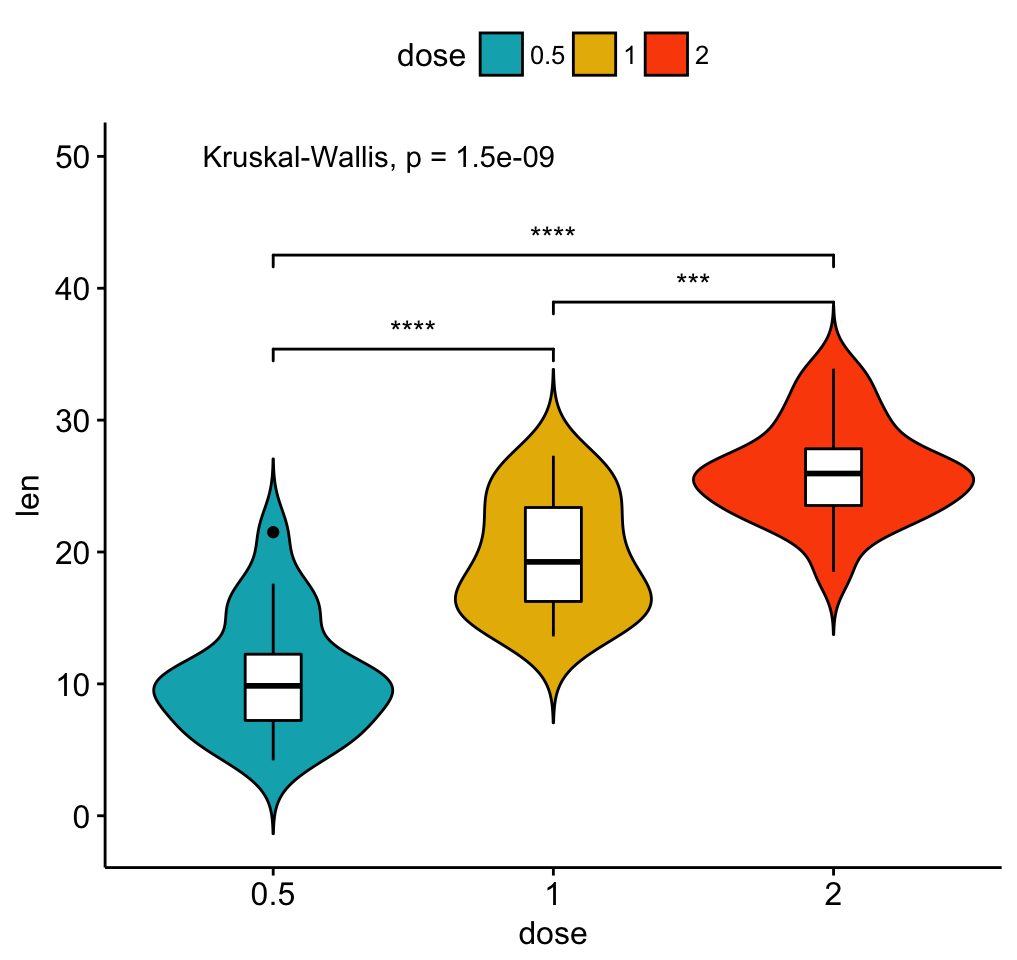 dose 0.5 1 2
50
Kruskal-Wallis, p = 1.5e-09
****
40
***
****
30
len
20
10
0
0.5 1 2
dose